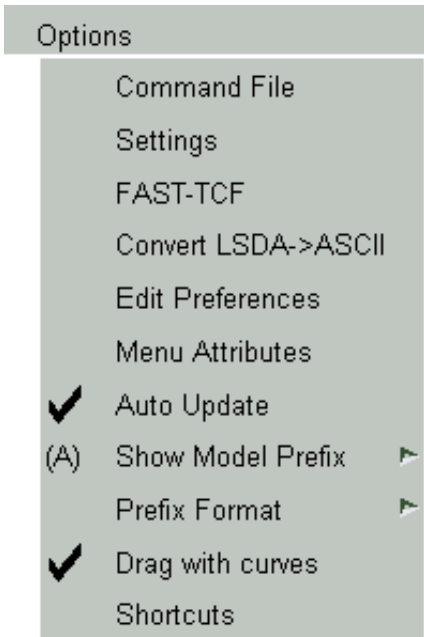 Options
Command File
Settings
FAST-TCF
Convert LSDA->ASCII
Edit Preferences
Menu Attributes
Auto Update
(A) Show Model Prefix
Prefix Format
Drag with curves
Shortcuts